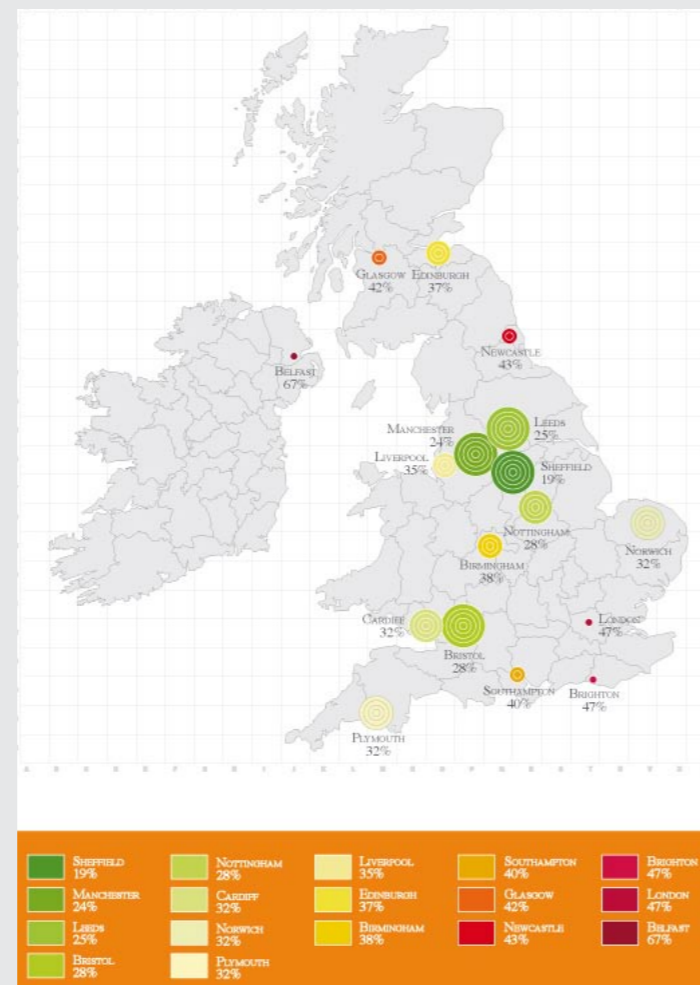 Glasgow
42%
Edinburgh
37%
Newcastle
43%
Belfast
67%
Leeds
25%
Manchester
24%
Liverpool
35%
Sheffield
19%
Nottingham
28%
Norwich
32%
Birmingham
38%
Cardiff
32%
Bristol
28%
London
47%
Southampton
40%
Brighton
47%
Plymouth
32%
Sheffield
19%
Manchester
24%
Leeds
25%
Bristol
28%
Nottingham
28%
Cardiff
32%
Norwich
32%
Plymouth
32%
Liverpool
35%
Edinburgh
37%
Birmingham
38%
Southampton
40%
Glasgow
42%
Newcastle
43%
Brighton
47%
London
47%
Belfast
67%